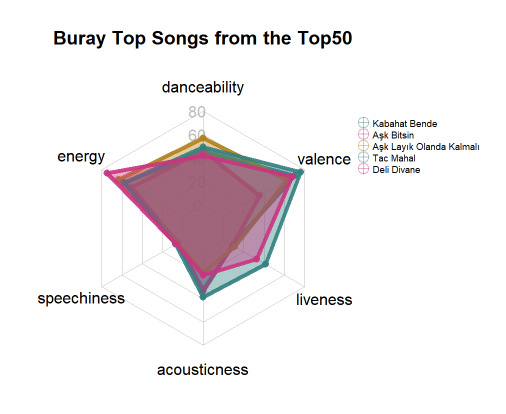 Buray Top Songs from the Top50
danceability
80
60
20
Kabahat Bende
Aşk Bitsin
Aşk Layık Olanda Kalmalı
Tac Mahal
Deli Divane
energy
valence
speechiness
liveness
acousticness